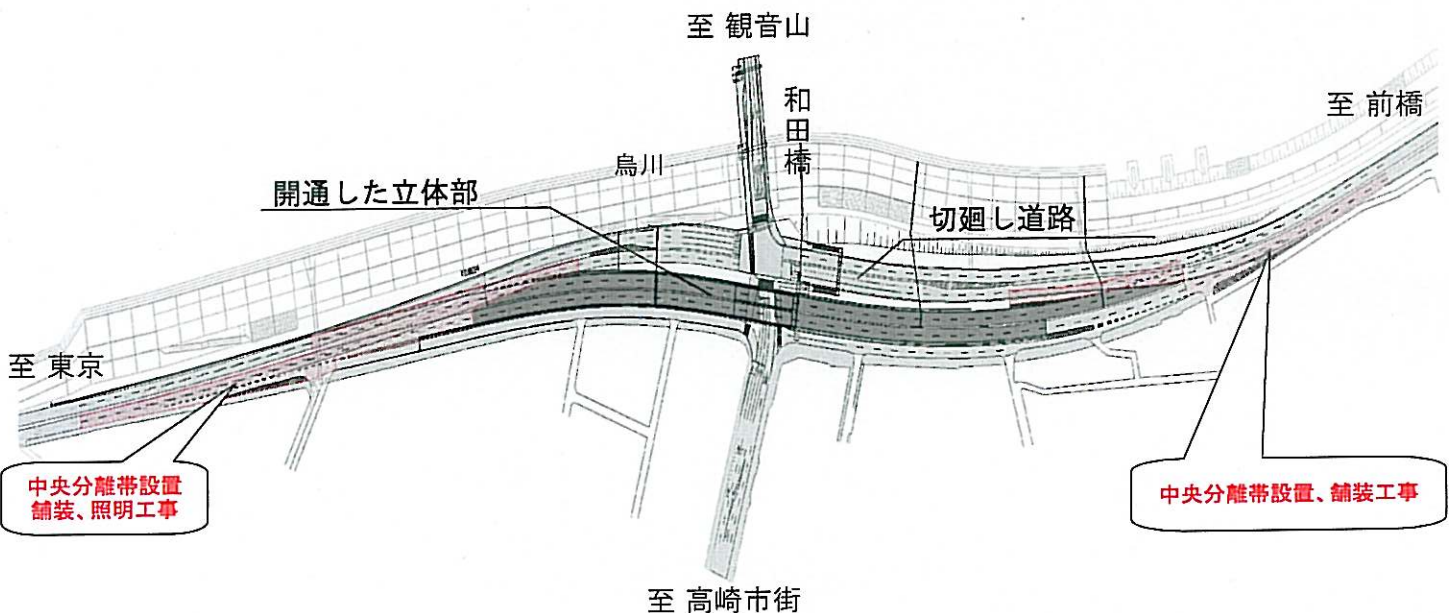 至 観音山
和田橋
至 前橋
烏川
開通した立体部
切廻し道路
至 東京
中央分離帯設置
舗装、照明工事
中央分離帯設置、舗装工事
至 高崎市街